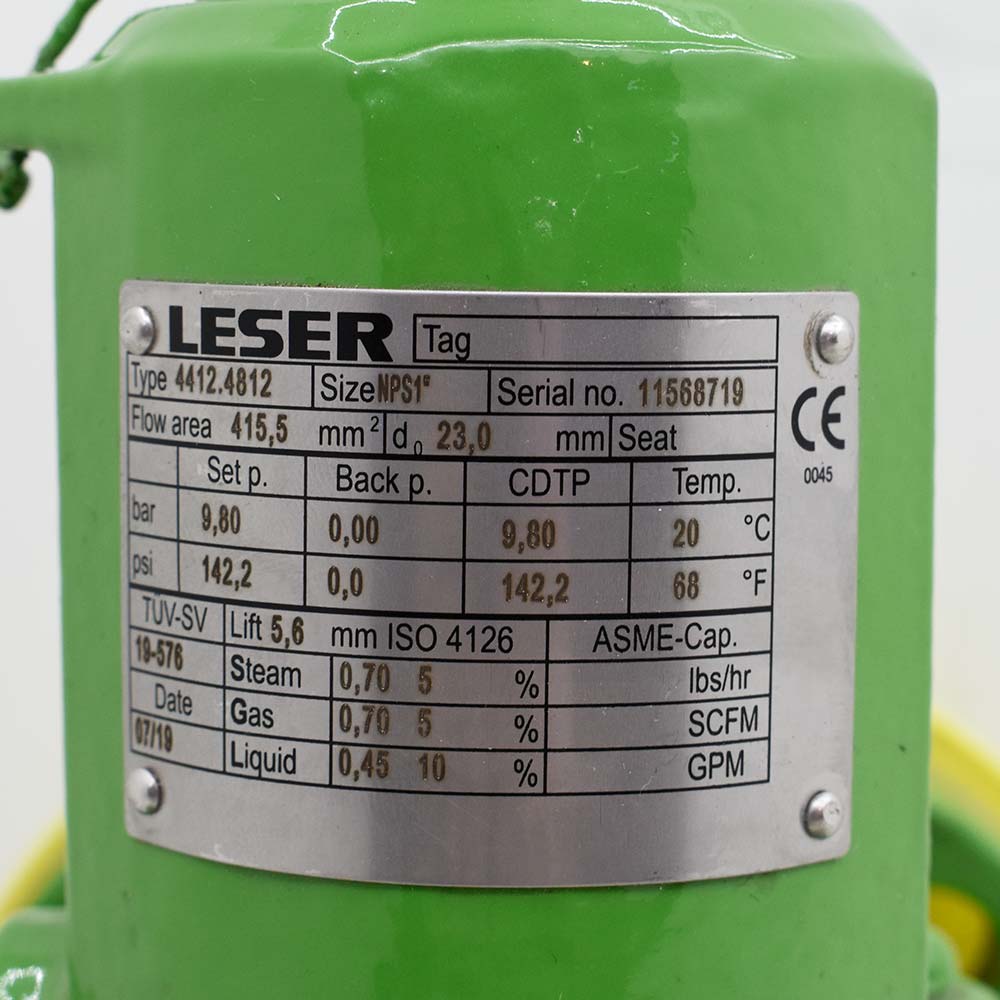 LESER Tag
Type 4412.4812 Size NPS1" Serial no. 11568719
Flow area 415,5 mm² d₀ 23,0 mm Seat
CE
0045
Set p. Back p. CDTP Temp.
bar 9,80 0,00 9,80 20 °C
psi 142,2 0,0 142,2 68 °F
TÜV-SV Lift 5,6 mm ISO 4126 ASME-Cap.
19-576 Steam 0,70 5 % lbs/hr
Date Gas 0,70 5 % SCFM
07/19 Liquid 0,45 10 % GPM